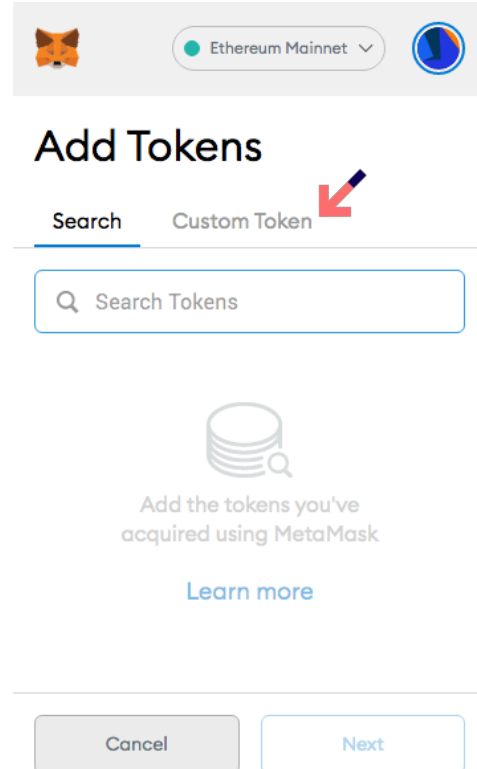 Ethereum Mainnet
Add Tokens
Search Custom Token
Search Tokens
Add the tokens you've
acquired using MetaMask
Learn more
Cancel Next